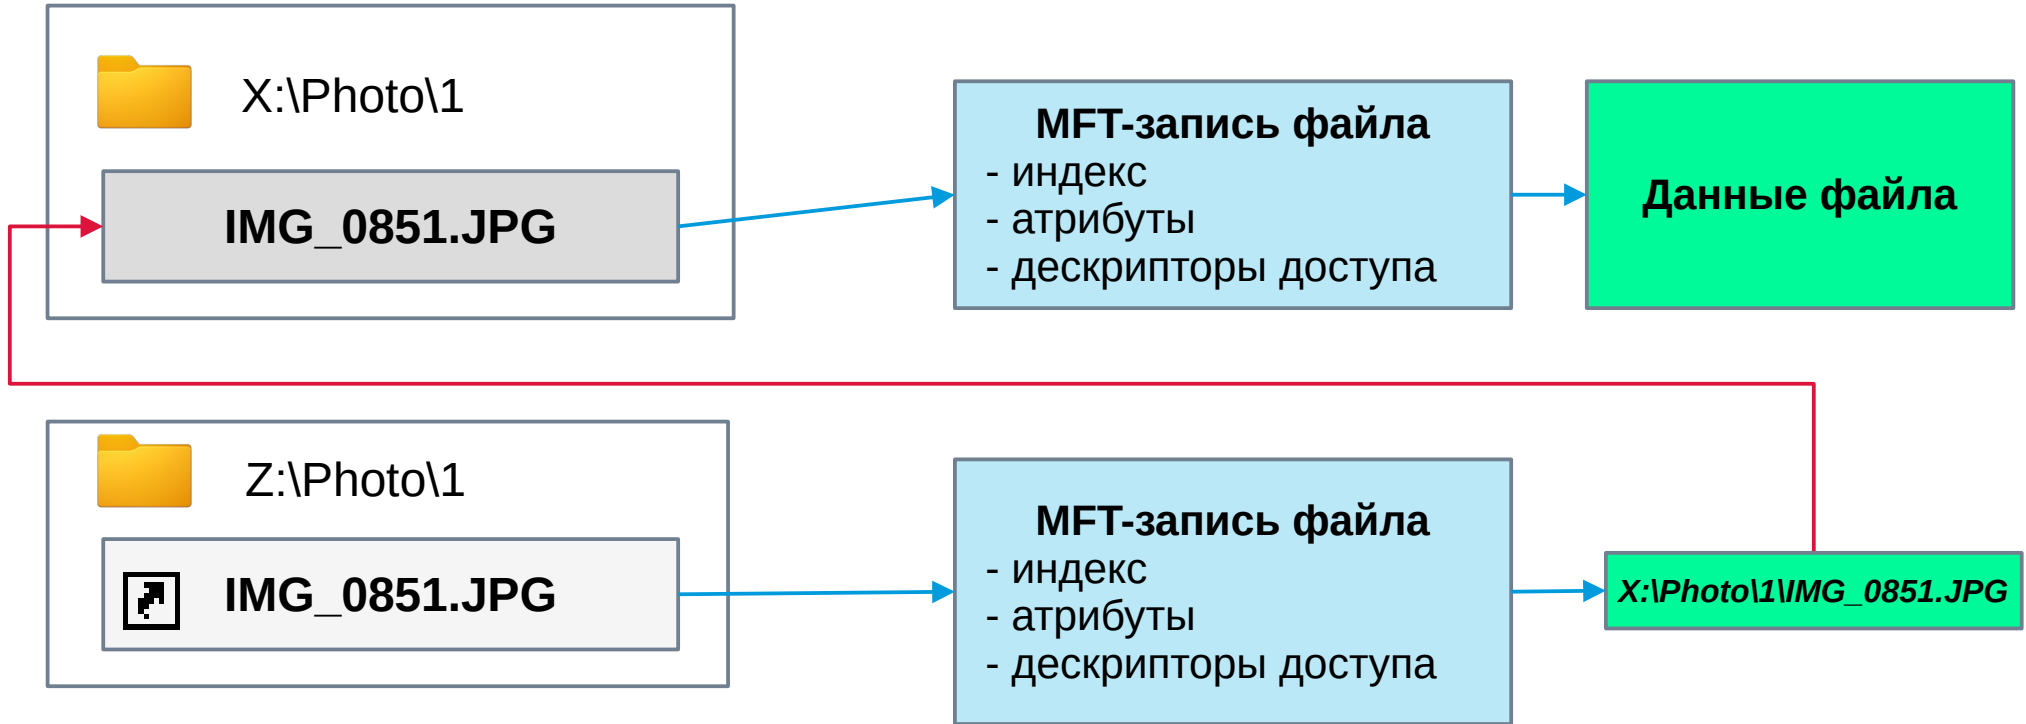 X:\Photo\1
IMG_0851.JPG
MFT-запись файла
- индекс
- атрибуты
- дескрипторы доступа
Данные файла
Z:\Photo\1
IMG_0851.JPG
MFT-запись файла
- индекс
- атрибуты
- дескрипторы доступа
X:\Photo\1\IMG_0851.JPG